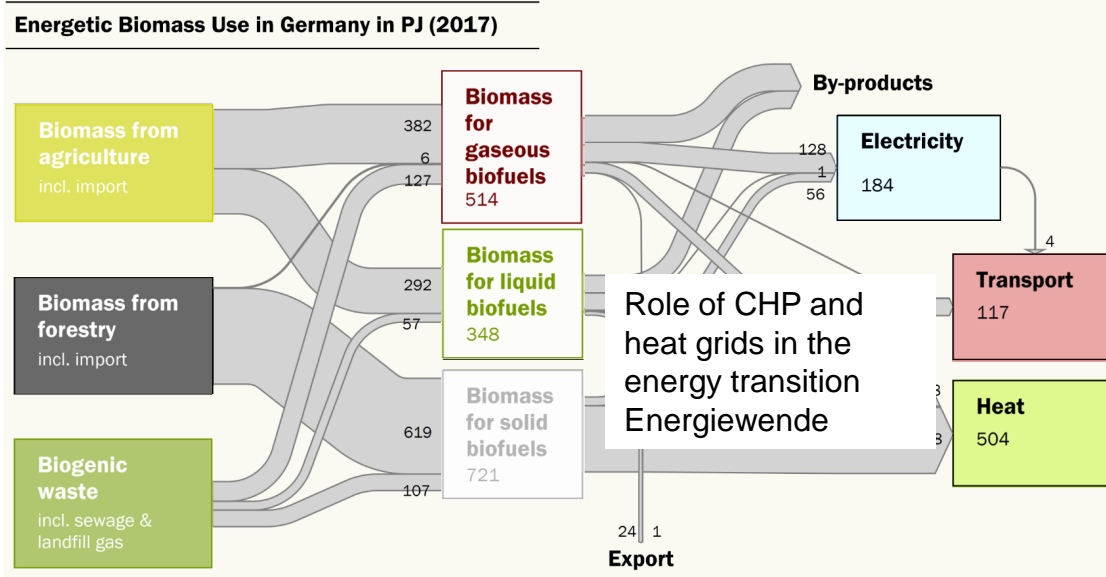 Energetic Biomass Use in Germany in PJ (2017)
Biomass from
agriculture
incl. import
Biomass from
forestry
incl. import
Biogenic
waste
incl. sewage &
landfill gas
382
6
127
292
57
619
107
Biomass
for
gaseous
biofuels
514
Biomass
for liquid
biofuels
348
Biomass
for solid
biofuels
721
By-products
128
1
56
Electricity
184
4
Transport
117
Heat
504
Role of CHP and
heat grids in the
energy transition
Energiewende
24 1
Export